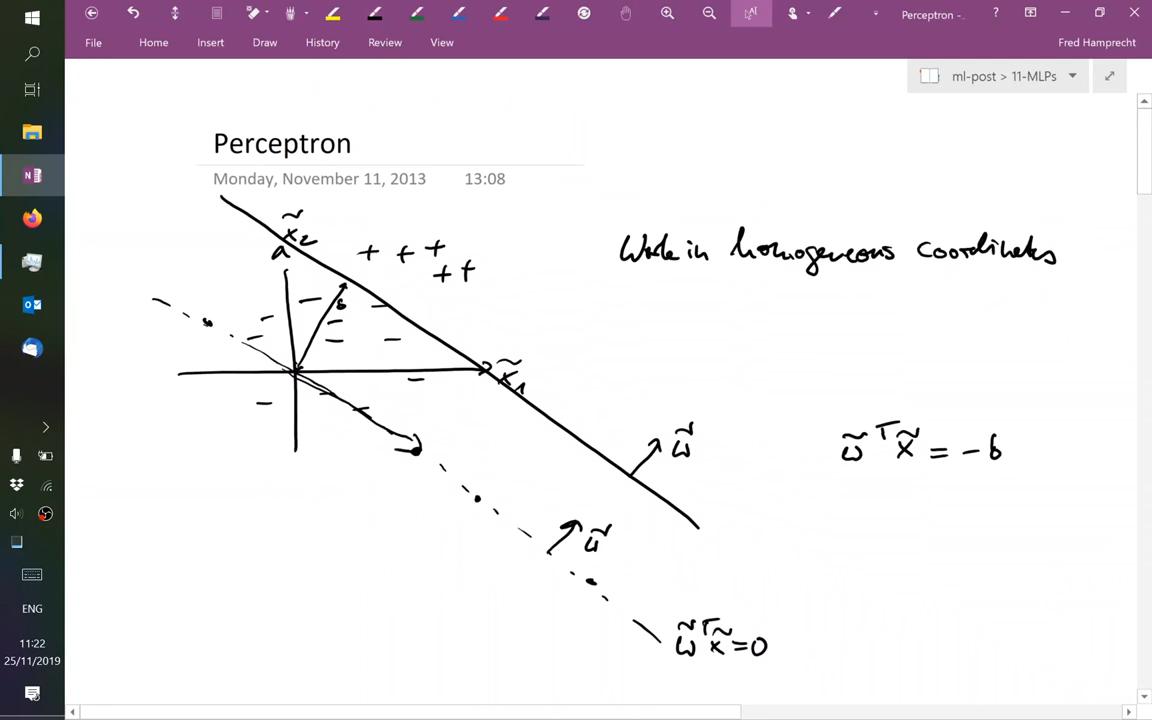 Perceptron -..
File Home Insert Draw History Review View Fred Hamprecht
ml-post > 11-MLPs
Perceptron
Monday, November 11, 2013 13:08
x̃₂
+ + +
+ +
Work in homogeneous coordinates
b
x̃₁
w̃
w̃ᵀx̃ = -b
w̃
w̃ᵀx̃ = 0
ENG
11:22
25/11/2019